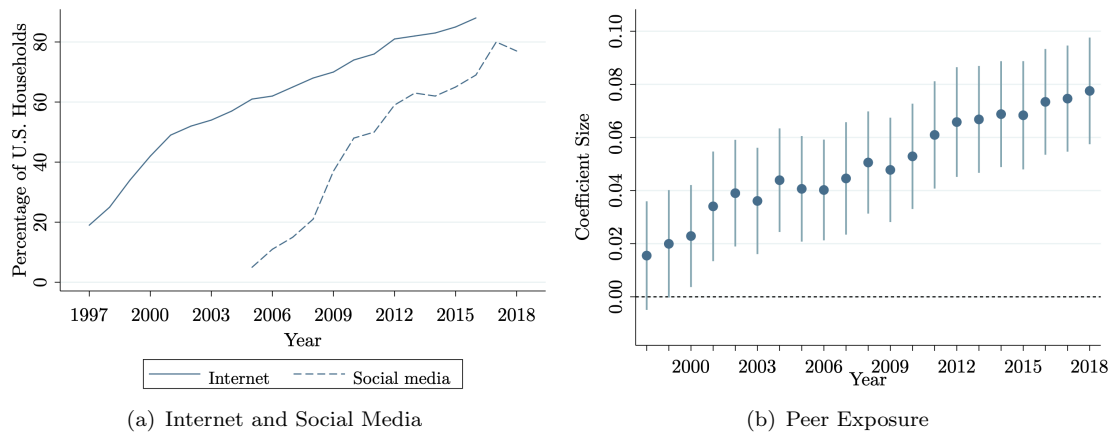 Percentage of U.S. Households
80
60
40
20
0
1997 2000 2003 2006 2009 2012 2015 2018
Year
Internet Social media
(a) Internet and Social Media
Coefficient Size
0.10
0.08
0.06
0.04
0.02
0.00
2000 2003 2006 2009 2012 2015 2018
Year
(b) Peer Exposure